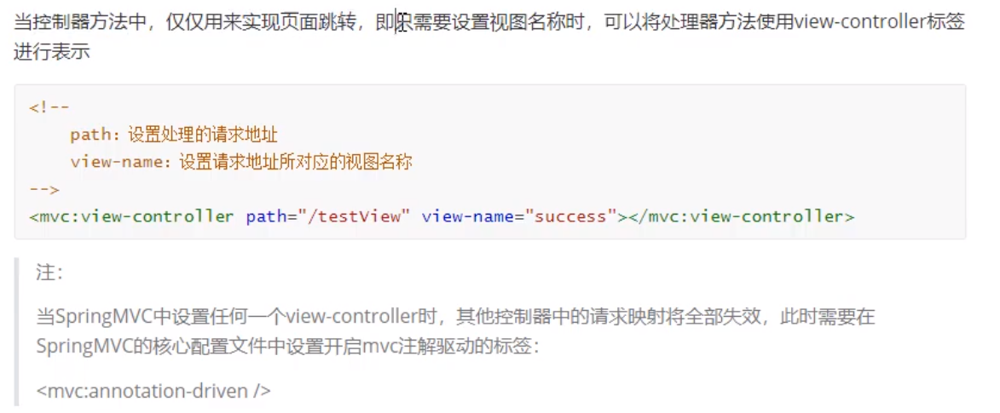 当控制器方法中，仅仅用来实现页面跳转，即只需要设置视图名称时，可以将处理器方法使用view-controller标签
进行表示
<!--
    path：设置处理的请求地址
    view-name：设置请求地址所对应的视图名称
-->
<mvc:view-controller path="/testView" view-name="success"></mvc:view-controller>
注：
当SpringMVC中设置任何一个view-controller时，其他控制器中的请求映射将全部失效，此时需要在
SpringMVC的核心配置文件中设置开启mvc注解驱动的标签：
<mvc:annotation-driven />